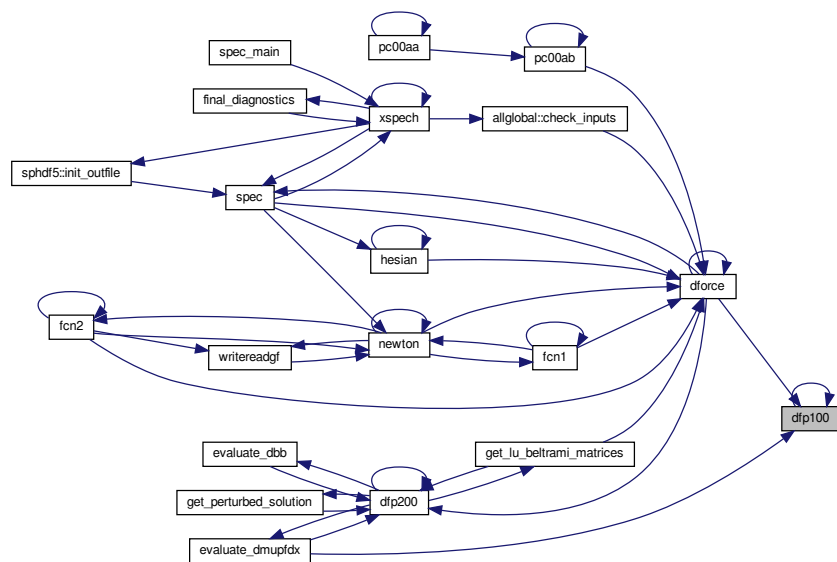 spec_main
pc00aa
pc00ab
final_diagnostics
xspech
allglobal::check_inputs
sphdf5::init_outfile
spec
hesian
dforce
fcn2
newton
writereadgf
fcn1
dfp100
evaluate_dbb
get_lu_beltrami_matrices
get_perturbed_solution
dfp200
evaluate_dmupfdx